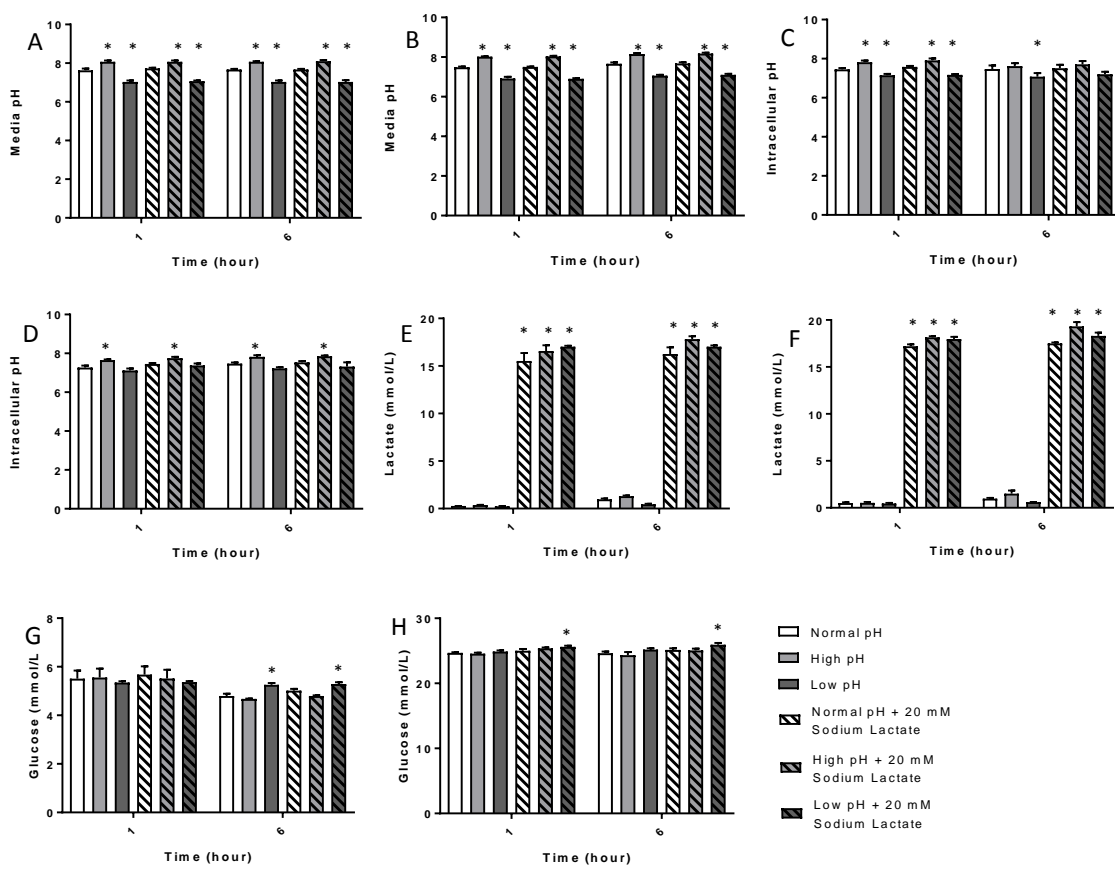 A
Media pH
10
8
6
4
2
0
* * * * * * * *
1
6
Time (hour)
B
Media pH
10
8
6
4
2
0
* * * * * * * *
1
6
Time (hour)
C
Intracellular pH
10
8
6
4
2
0
* * * * *
1
6
Time (hour)
D
Intracellular pH
10
8
6
4
2
0
* * * *
1
6
Time (hour)
E
Lactate (mmol/L)
20
15
10
5
0
* * * * * *
1
6
Time (hour)
F
Lactate (mmol/L)
20
15
10
5
0
* * * * * *
1
6
Time (hour)
G
Glucose (mmol/L
8
6
4
2
0
* *
1
6
Time (hour)
H
Glucose (mmol/L)
30
20
10
0
* *
1
6
Time (hour)
Normal pH
High pH
Low pH
Normal pH + 20 mM
Sodium Lactate
High pH + 20 mM
Sodium Lactate
Low pH + 20 mM
Sodium Lactate